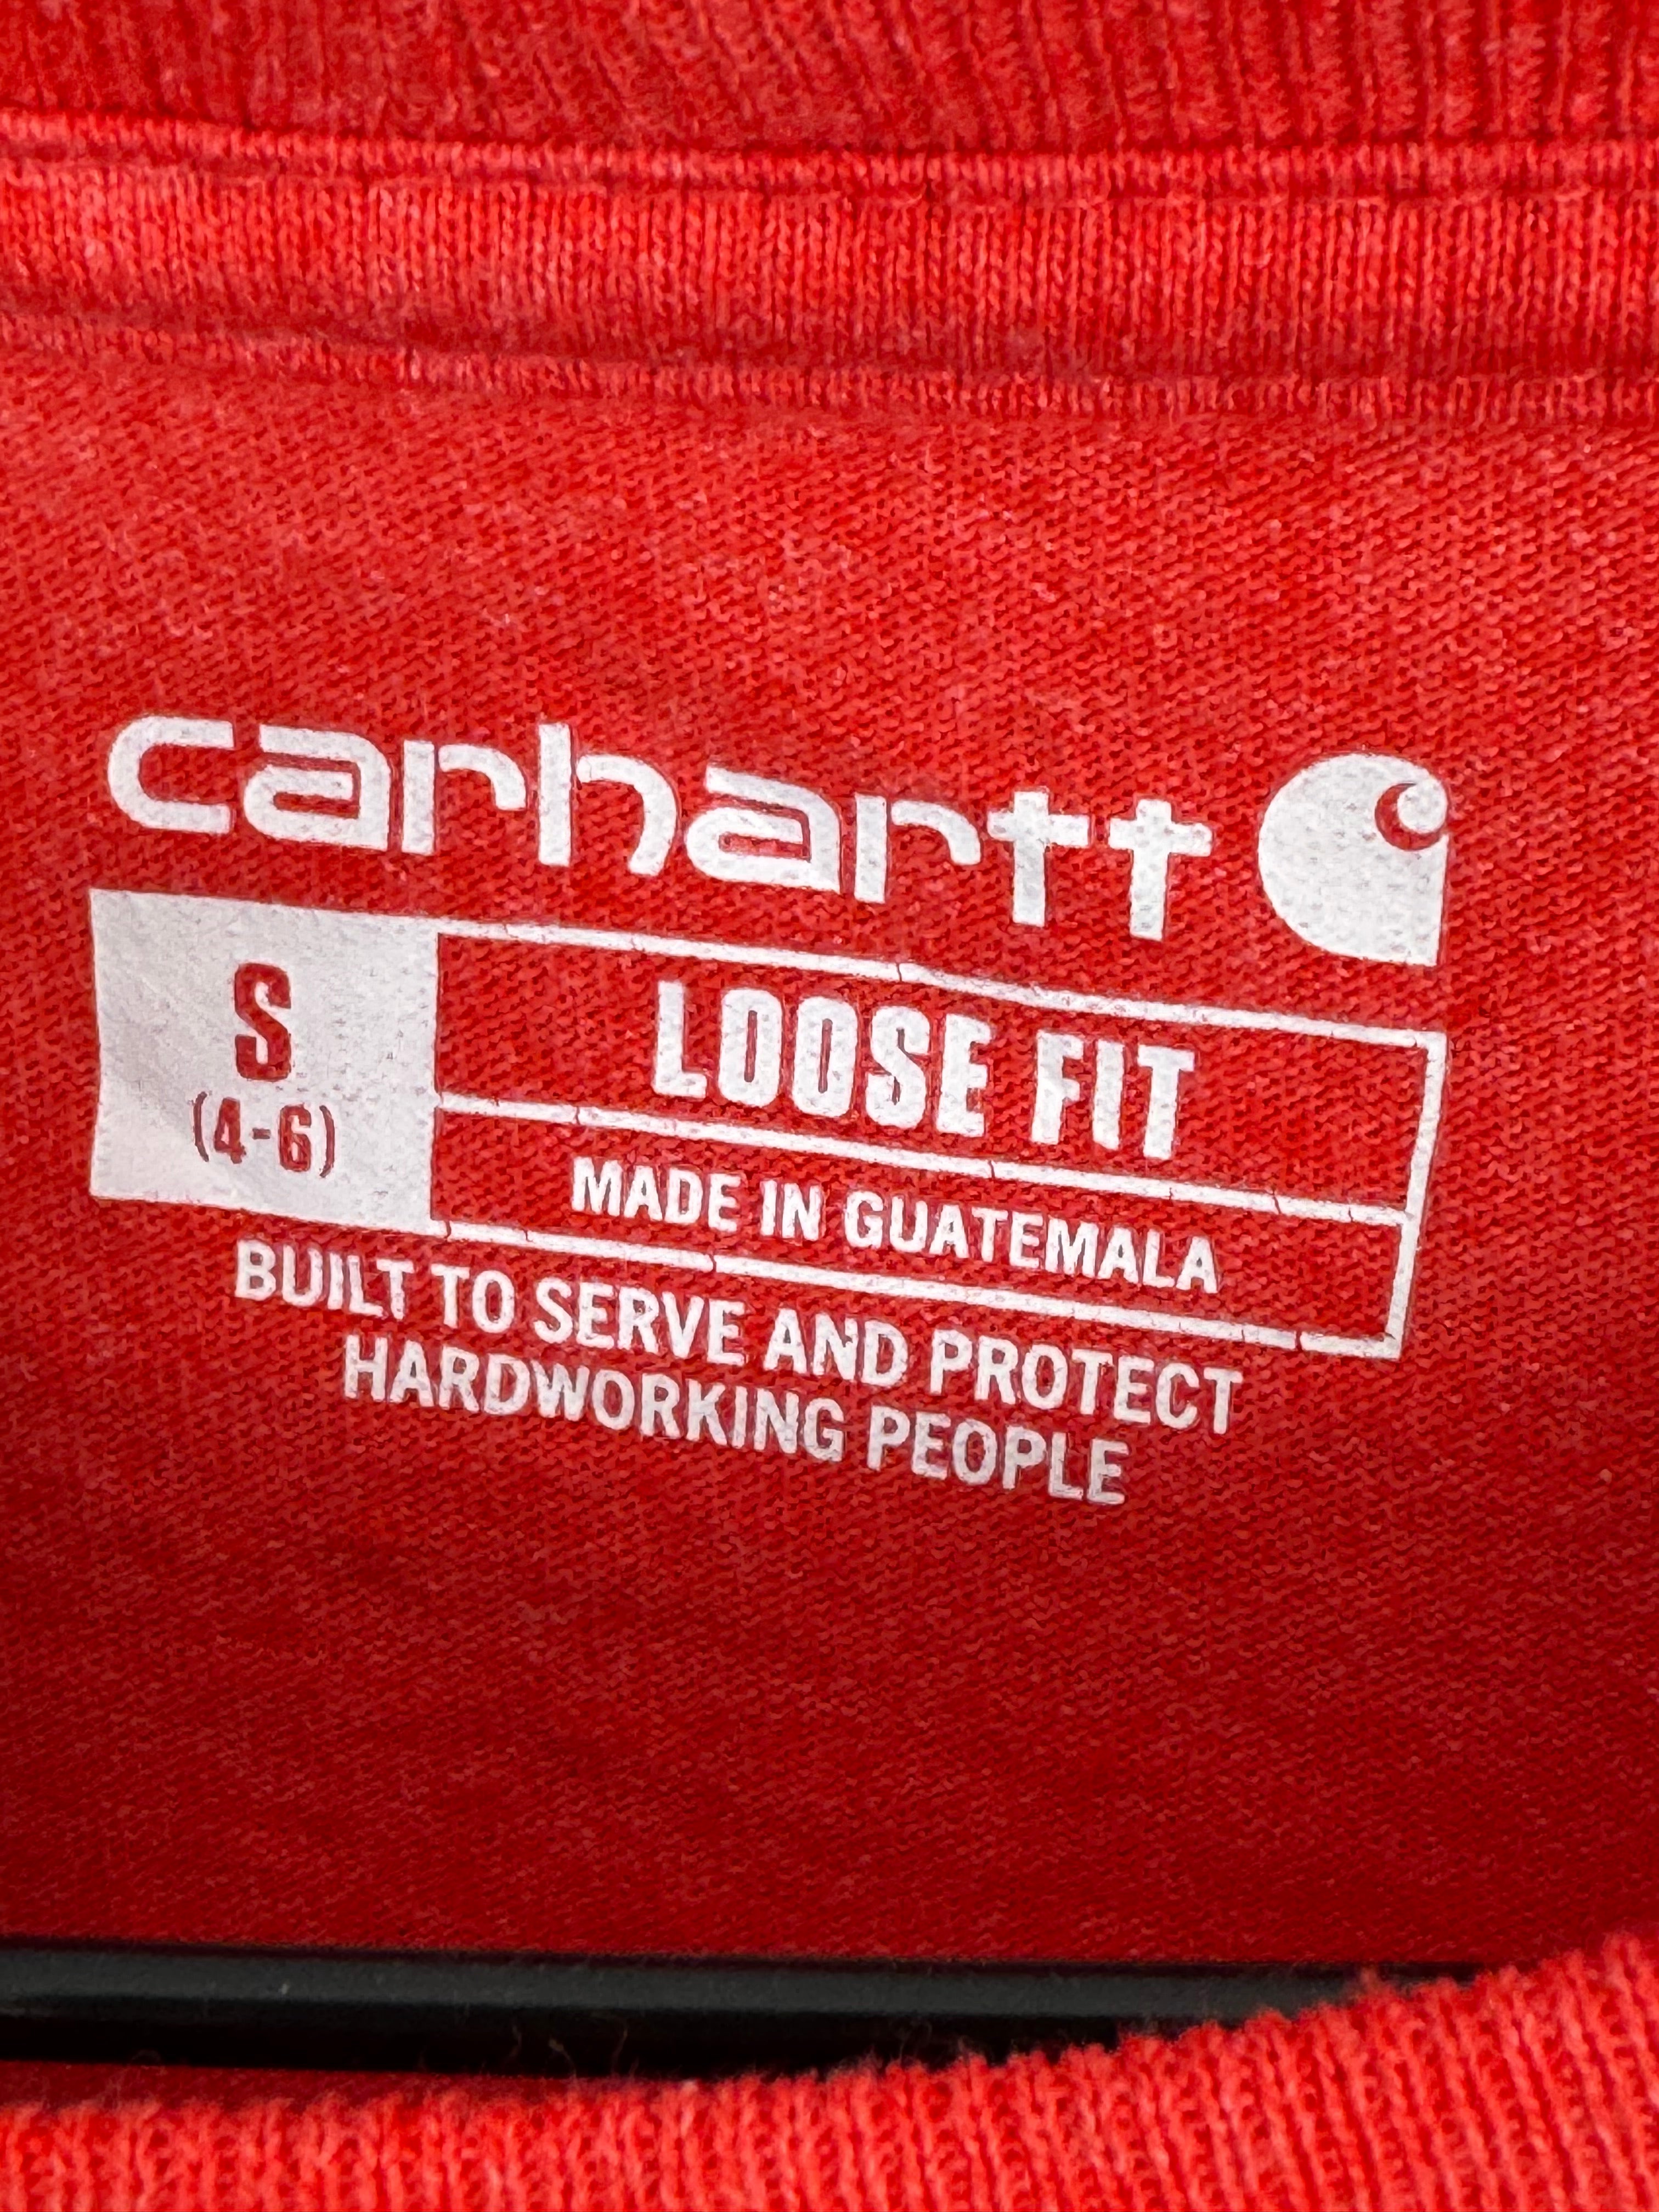 carhartt
S
(4-6)
LOOSE FIT
MADE IN GUATEMALA
BUILT TO SERVE AND PROTECT
HARDWORKING PEOPLE